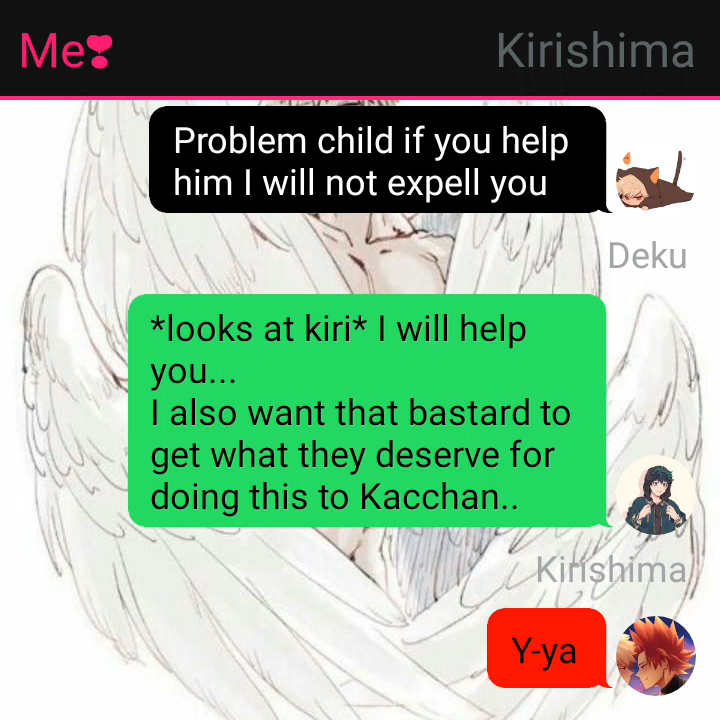 Me❣ Kirishima
Problem child if you help
him I will not expell you
Deku
*looks at kiri* I will help
you...
I also want that bastard to
get what they deserve for
doing this to Kacchan..
Kirishima
Y-ya